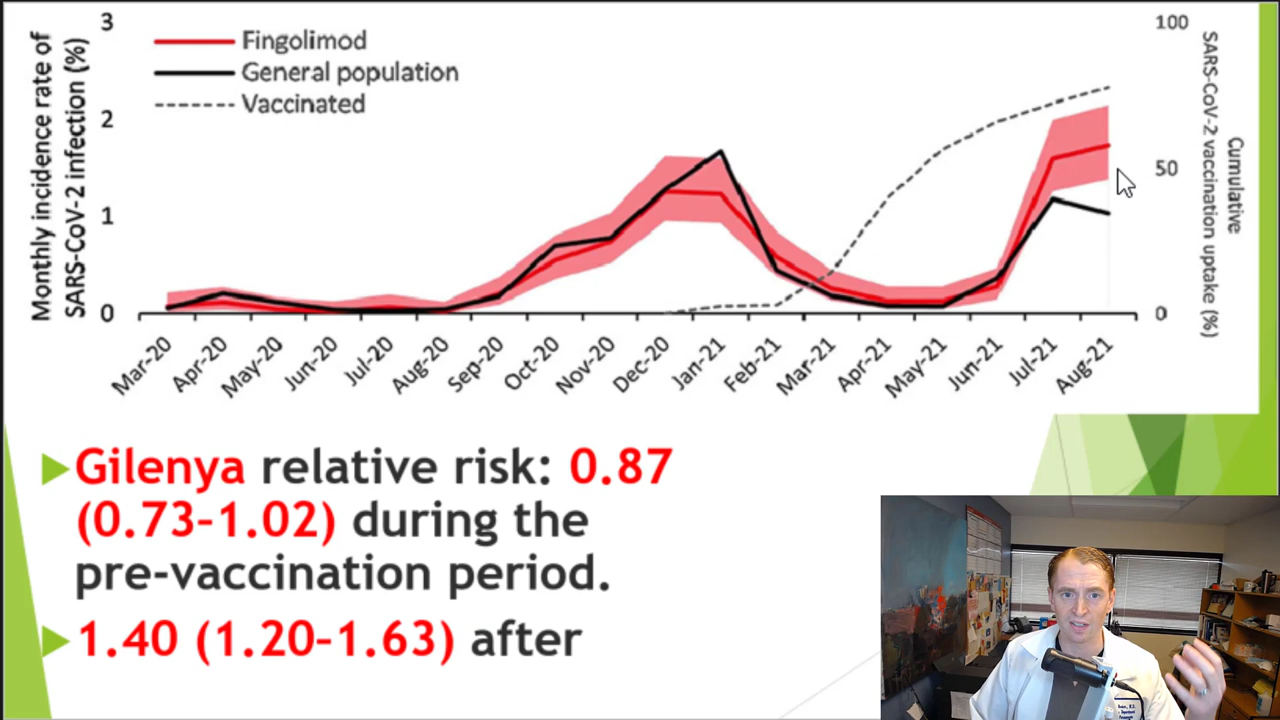 3
2
1
0
Monthly incidence rate of
SARS-CoV-2 infection (%)
Fingolimod
General population
Vaccinated
100
50
0
Cumulative
SARS-CoV-2 vaccination uptake (%)
Mar-20
Apr-20
May-20
Jun-20
Jul-20
Aug-20
Sep-20
Oct-20
Nov-20
Dec-20
Jan-21
Feb-21
Mar-21
Apr-21
May-21
Jun-21
Jul-21
Aug-21
Gilenya relative risk: 0.87
(0.73-1.02) during the
pre-vaccination period.
1.40 (1.20-1.63) after